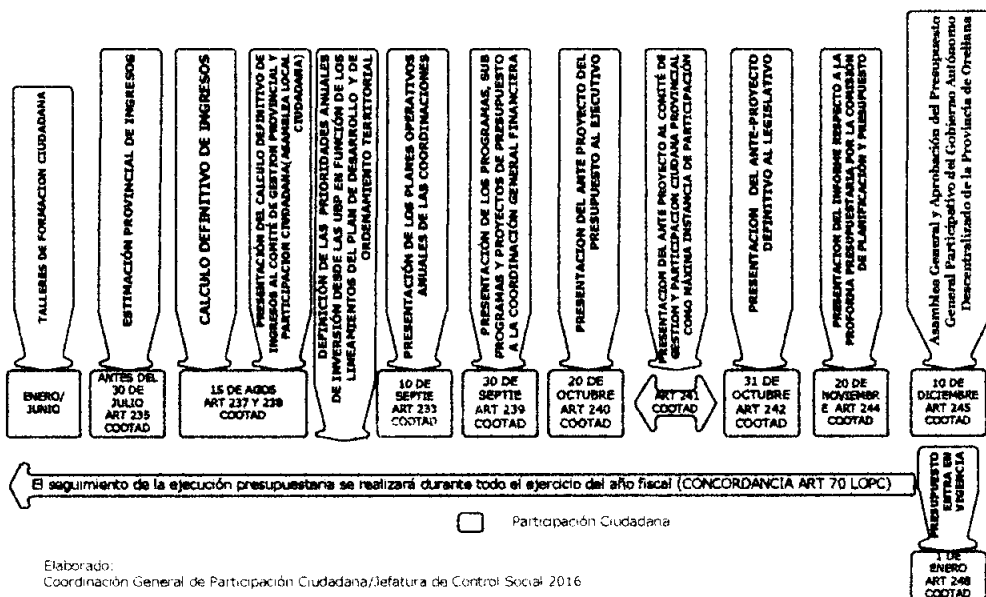 TALLERES DE FORMACION CIUDADANA
ENERO/
JUNIO
ESTIMACIÓN PROVINCIAL DE INGRESOS
ANTES DEL
30 DE
JULIO
ART 235
COOTAD
CALCULO DEFINITIVO DE INGRESOS
PRESENTACIÓN DEL CALCULO DEFINITIVO DE
INGRESOS AL COMITÉ DE GESTION PROVINCIAL Y
PARTICIPACION CIUDADANA(ASAMBLEA LOCAL
CIUDADANA)
15 DE AGOS
ART 237 Y 238
COOTAD
DEFINICIÓN DE LAS PRIORIDADES ANUALES
DE INVERSIÓN DESDE LAS UBP EN FUNCIÓN DE LOS
LINEAMIENTOS DEL PLAN DE DESARROLLO Y DE
ORDENAMIENTO TERRITORIAL
PRESENTACIÓN DE LOS PLANES OPERATIVOS
ANUALES DE LAS COORDINACIONES
10 DE
SEPTIE
ART 233
COOTAD
PRESENTACIÓN DE LOS PROGRAMAS, SUB
PROGRAMAS Y PROYECTOS DE PRESUPUESTO
A LA COORDINACIÓN GENERAL FINANCIERA
30 DE
SEPTIE
ART 239
COOTAD
PRESENTACION DEL ANTE PROYECTO DEL
PRESUPUESTO AL EJECUTIVO
20 DE
OCTUBRE
ART 240
COOTAD
PRESENTACION DEL ANTE PROYECTO AL COMITÉ DE
GESTION Y PARTICIPACION CIUDANA PROVINCIAL
COMO MÁXIMA INSTANCIA DE PARTICIPACIÓN
ART 241
COOTAD
PRESENTACION DEL ANTE-PROYECTO
DEFINITIVO AL LEGISLATIVO
31 DE
OCTUBRE
ART 242
COOTAD
PRESENTACION DEL INFORME RESPECTO A LA
PROFORMA PRESUPUESTARIA POR LA COMISIÓN
DE PLANIFICACIÓN Y PRESUPUESTO
20 DE
NOVIEMBR
E ART 244
COOTAD
Asamblea General y Aprobación del Presupuesto
General Participativo del Gobierno Autónomo
Descentralizado de la Provincia de Orellana
10 DE
DICIEMBRE
ART 245
COOTAD
El seguimiento de la ejecución presupuestaria se realizará durante todo el ejercicio del año fiscal (CONCORDANCIA ART 70 LOPC)
PRESUPUESTO
ENTRA EN
VIGENCIA
1 DE
ENERO
ART 248
COOTAD
Participación Ciudadana
Elaborado:
Coordinación General de Participación Ciudadana/Jefatura de Control Social 2016